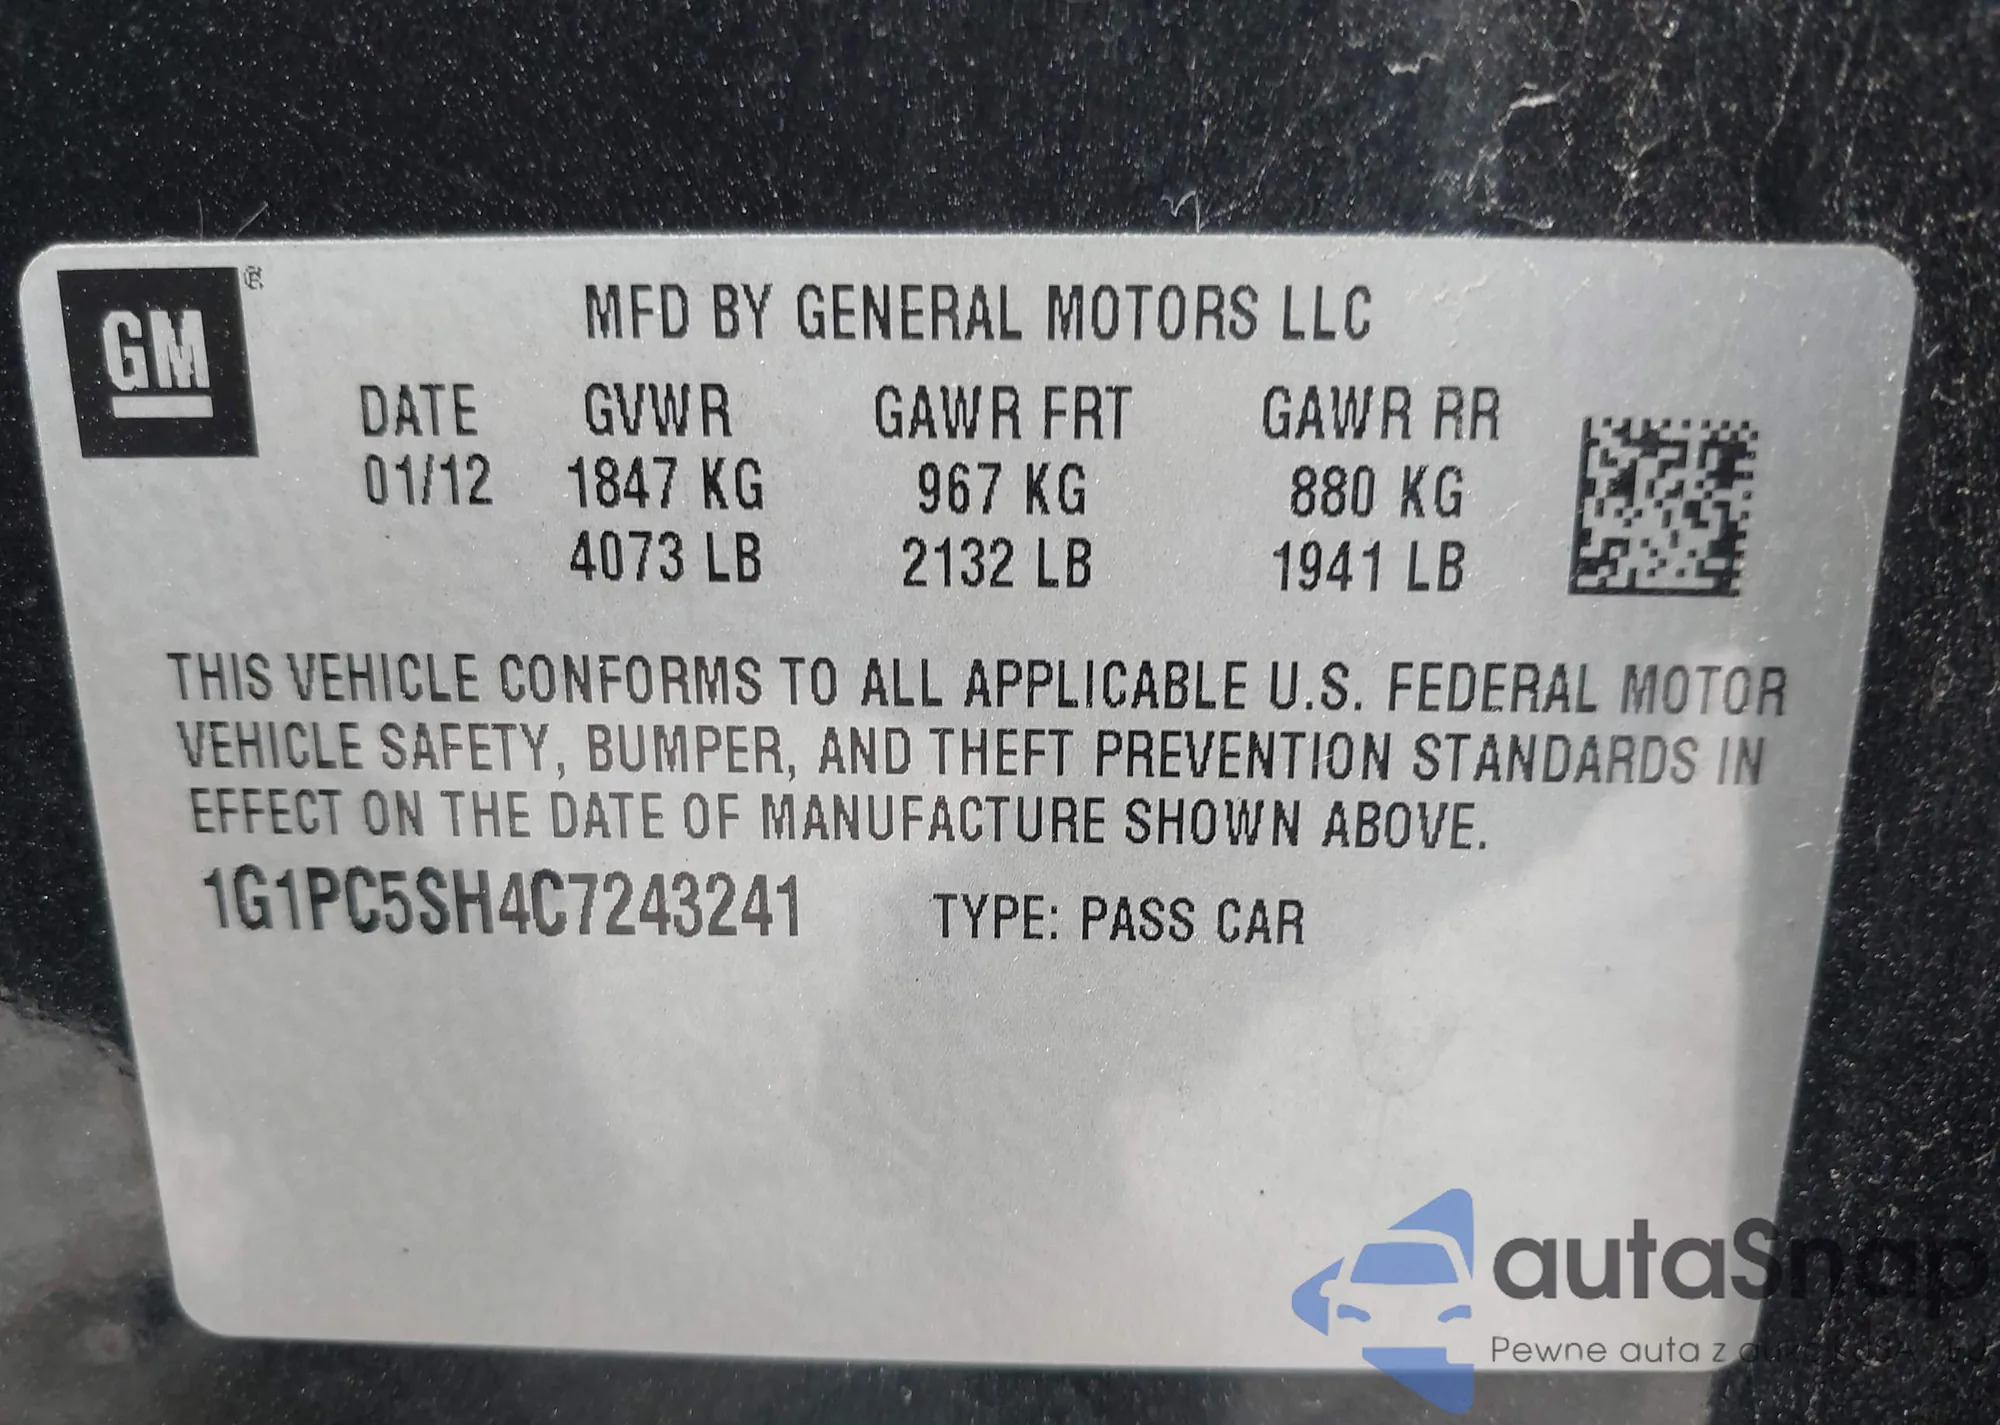 GM
MFD BY GENERAL MOTORS LLC
DATE GVWR GAWR FRT GAWR RR
01/12 1847 KG 967 KG 880 KG
4073 LB 2132 LB 1941 LB
THIS VEHICLE CONFORMS TO ALL APPLICABLE U.S. FEDERAL MOTOR
VEHICLE SAFETY, BUMPER, AND THEFT PREVENTION STANDARDS IN
EFFECT ON THE DATE OF MANUFACTURE SHOWN ABOVE.
1G1PC5SH4C7243241 TYPE: PASS CAR
autaSnap
Pewne auta z